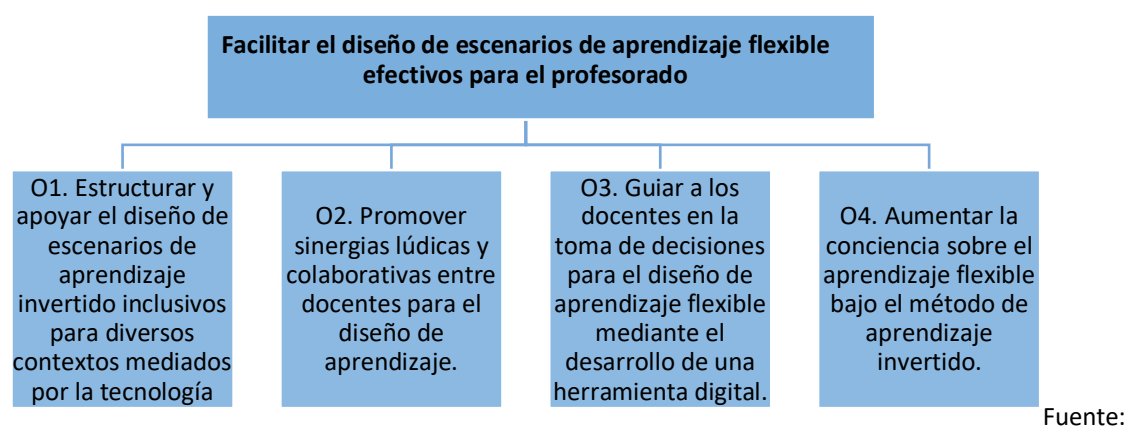 Facilitar el diseño de escenarios de aprendizaje flexible
efectivos para el profesorado
O1. Estructurar y
apoyar el diseño de
escenarios de
aprendizaje
invertido inclusivos
para diversos
contextos mediados
por la tecnología
O2. Promover
sinergias lúdicas y
colaborativas entre
docentes para el
diseño de
aprendizaje.
O3. Guiar a los
docentes en la
toma de decisiones
para el diseño de
aprendizaje flexible
mediante el
desarrollo de una
herramienta digital.
O4. Aumentar la
conciencia sobre el
aprendizaje flexible
bajo el método de
aprendizaje
invertido.
Fuente: